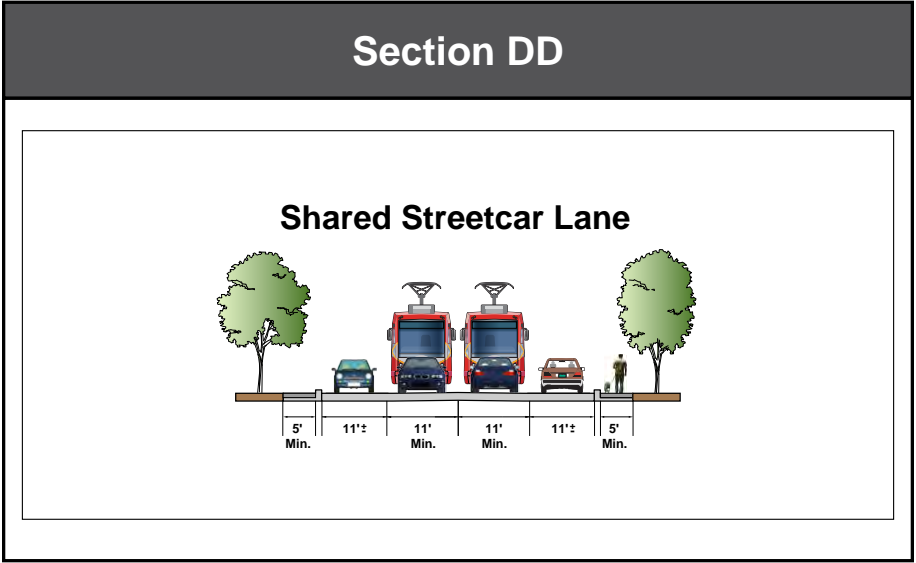 Section DD
Shared Streetcar Lane
5' 11'± 11' 11' 11'± 5'
Min. Min. Min. Min.